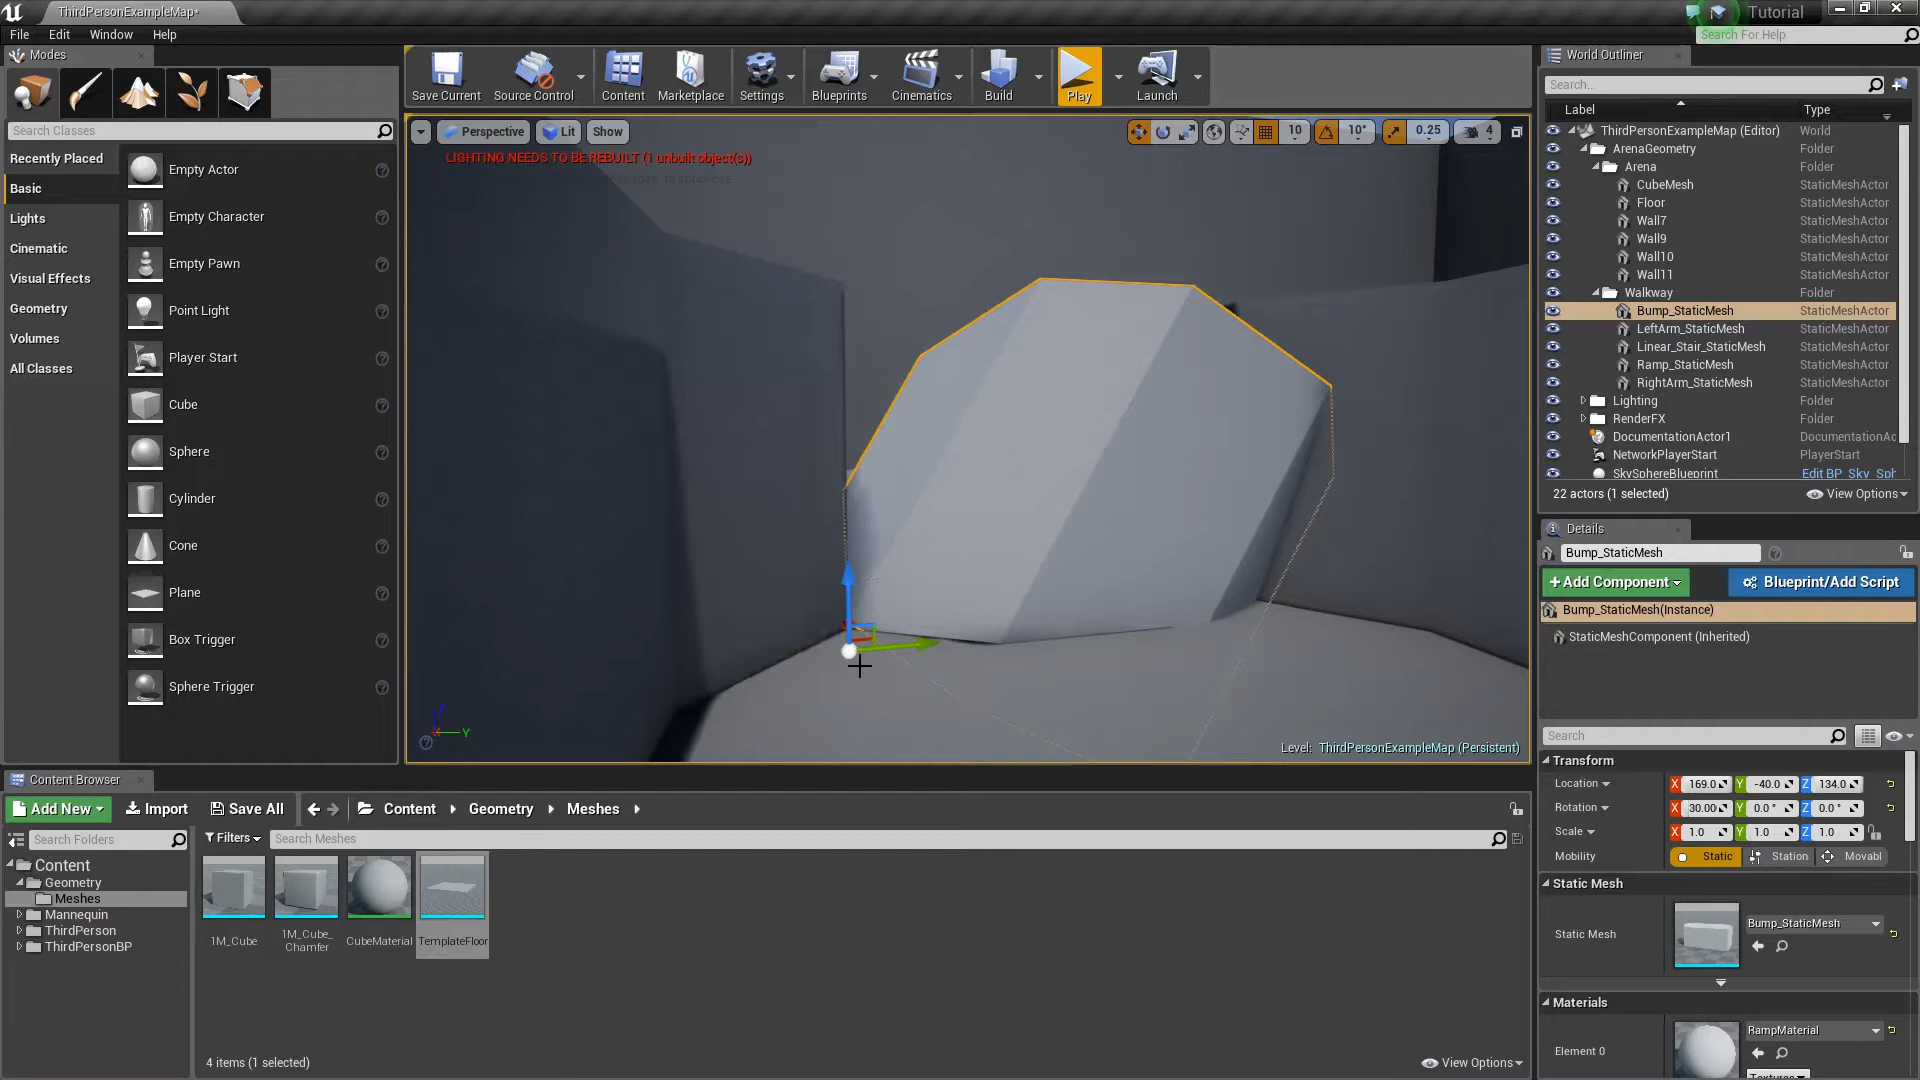 ThirdPersonExampleMap*
Tutorial
File Edit Window Help
Search For Help
Modes
Search Classes
Recently Placed
Basic
Lights
Cinematic
Visual Effects
Geometry
Volumes
All Classes
Empty Actor
Empty Character
Empty Pawn
Point Light
Player Start
Cube
Sphere
Cylinder
Cone
Plane
Box Trigger
Sphere Trigger
Save Current
Source Control
Content
Marketplace
Settings
Blueprints
Cinematics
Build
Play
Launch
Perspective Lit Show
10 10° 0.25 4
LIGHTING NEEDS TO BE REBUILT (1 unbuilt object(s))
Y
Level: ThirdPersonExampleMap (Persistent)
World Outliner
Search...
Label Type
ThirdPersonExampleMap (Editor) World
ArenaGeometry Folder
Arena Folder
CubeMesh StaticMeshActor
Floor StaticMeshActor
Wall7 StaticMeshActor
Wall9 StaticMeshActor
Wall10 StaticMeshActor
Wall11 StaticMeshActor
Walkway Folder
Bump_StaticMesh StaticMeshActor
LeftArm_StaticMesh StaticMeshActor
Linear_Stair_StaticMesh StaticMeshActor
Ramp_StaticMesh StaticMeshActor
RightArm_StaticMesh StaticMeshActor
Lighting Folder
RenderFX Folder
DocumentationActor1 DocumentationAc
NetworkPlayerStart PlayerStart
SkySphereBlueprint Edit BP_Sky_Sph
22 actors (1 selected) View Options
Details
Bump_StaticMesh
+Add Component Blueprint/Add Script
Bump_StaticMesh(Instance)
StaticMeshComponent (Inherited)
Search
Transform
Location X 169.0 Y -40.0 Z 134.0
Rotation X 30.00 Y 0.0 ° Z 0.0 °
Scale X 1.0 Y 1.0 Z 1.0
Mobility Static Station Movabl
Static Mesh
Static Mesh Bump_StaticMesh
Materials
Element 0 RampMaterial
Textures
Content Browser
Add New Import Save All Content Geometry Meshes
Search Folders
Filters Search Meshes
Content
Geometry
Meshes
Mannequin
ThirdPerson
ThirdPersonBP
1M_Cube
1M_Cube_
Chamfer
CubeMaterial
TemplateFloor
4 items (1 selected) View Options